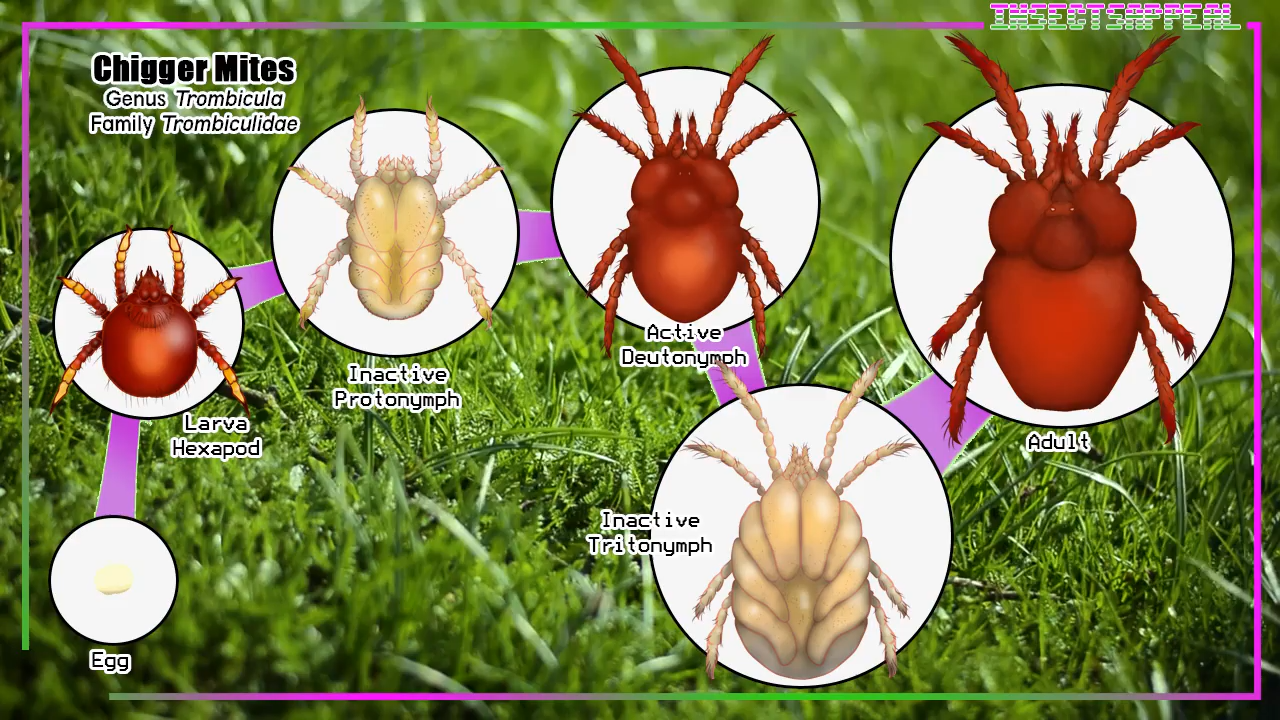 INSECTSAPPEAL
Chigger Mites
Genus Trombicula
Family Trombiculidae
Active
Deutonymph
Inactive
Protonymph
Larva
Hexapod
Adult
Inactive
Tritonymph
Egg